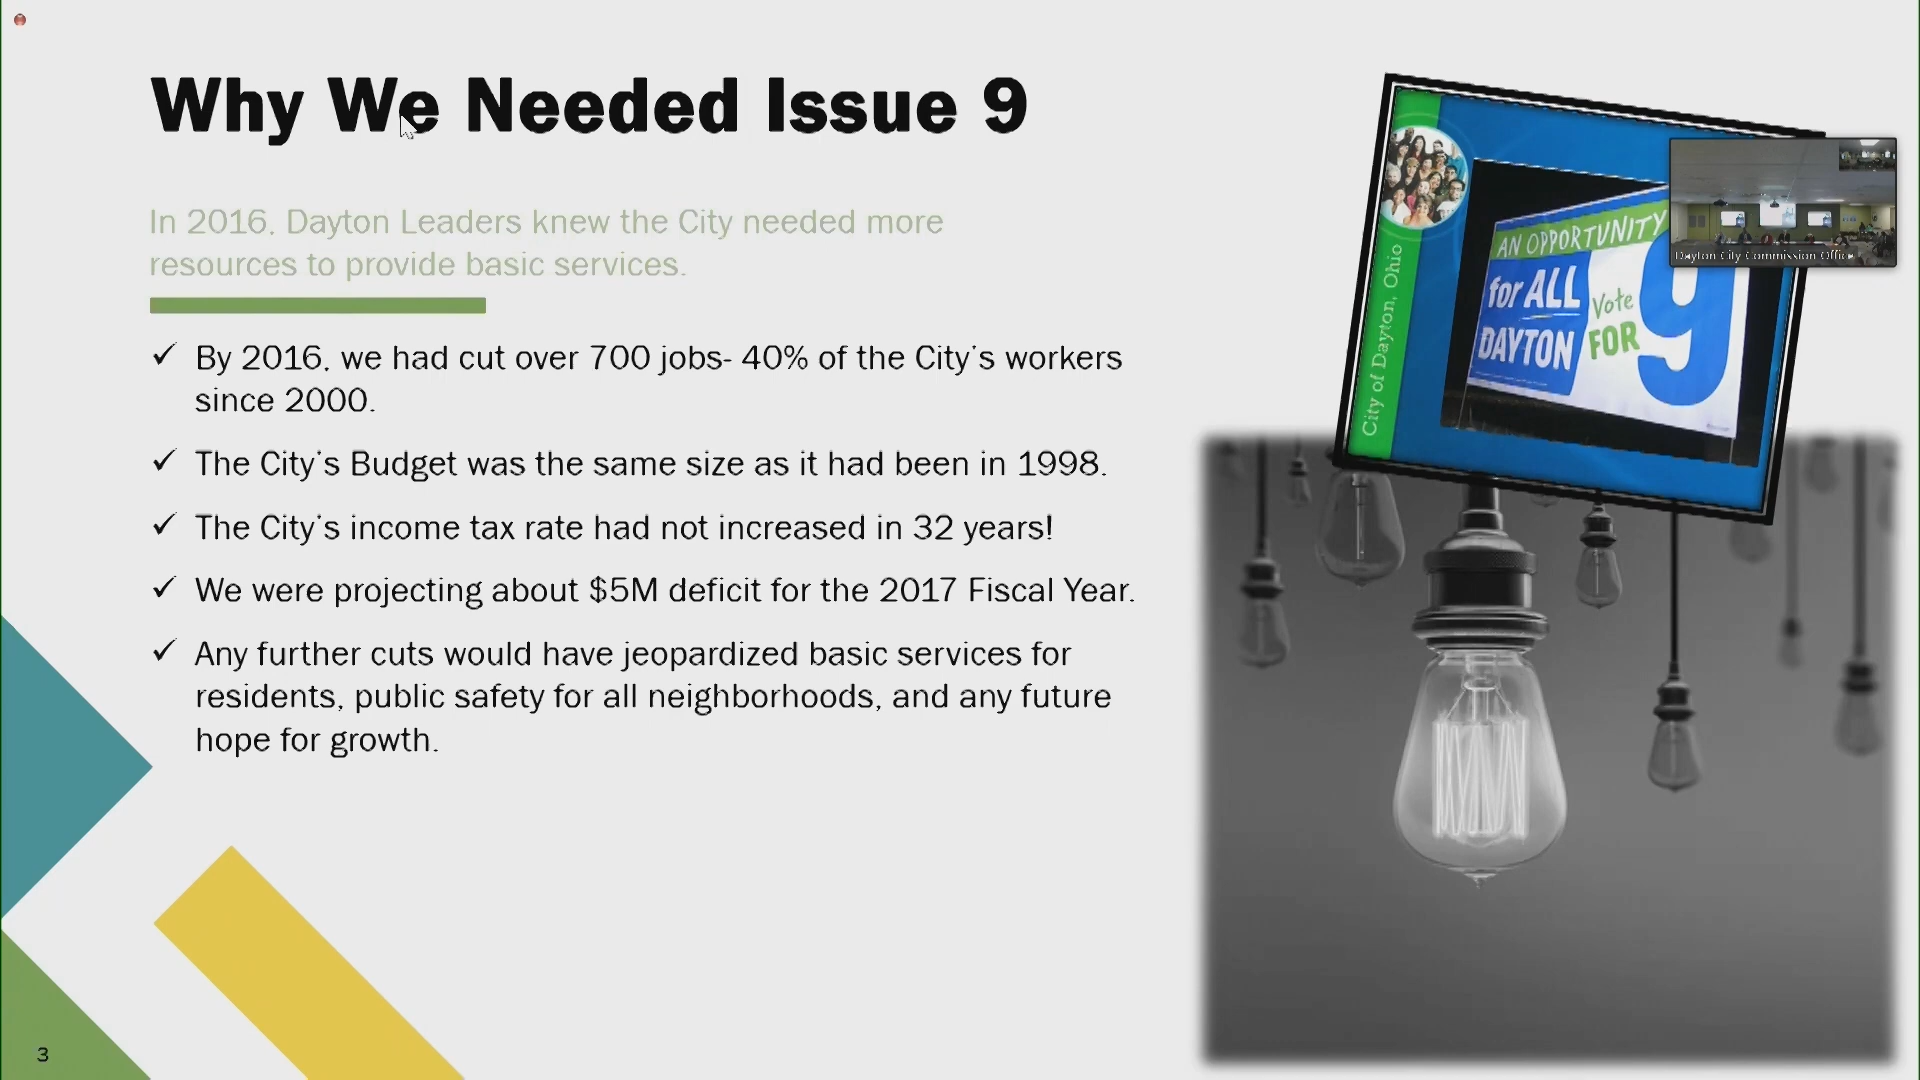 Why We Needed Issue 9
In 2016, Dayton Leaders knew the City needed more
resources to provide basic services.
✓ By 2016, we had cut over 700 jobs- 40% of the City's workers
since 2000.
✓ The City's Budget was the same size as it had been in 1998.
✓ The City's income tax rate had not increased in 32 years!
✓ We were projecting about $5M deficit for the 2017 Fiscal Year.
✓ Any further cuts would have jeopardized basic services for
residents, public safety for all neighborhoods, and any future
hope for growth.
City of Dayton, Ohio
AN OPPORTUNITY
for ALL
DAYTON
Vote
FOR
9
Dayton City Commission Office
3